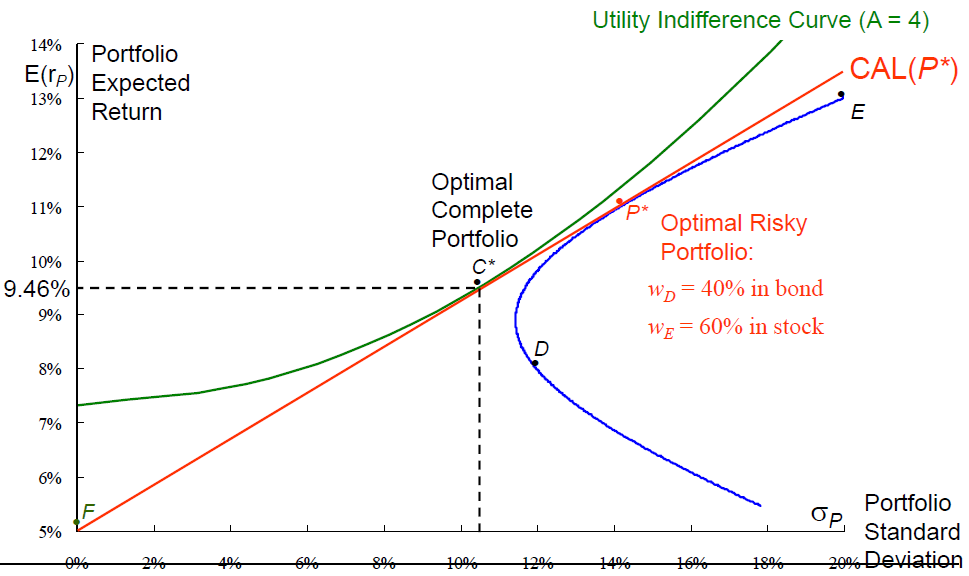 Utility Indifference Curve (A = 4)
14%
Portfolio
Expected
Return
E(rP)
CAL(P*)
13%
E
12%
Optimal
Complete
Portfolio
11%
P*
Optimal Risky
Portfolio:
10%
C*
wD = 40% in bond
9.46%
9%
wE = 60% in stock
D
8%
7%
6%
F
5%
σP
Portfolio
Standard
Deviation
0% 2% 4% 6% 8% 10% 12% 14% 16% 18% 20%